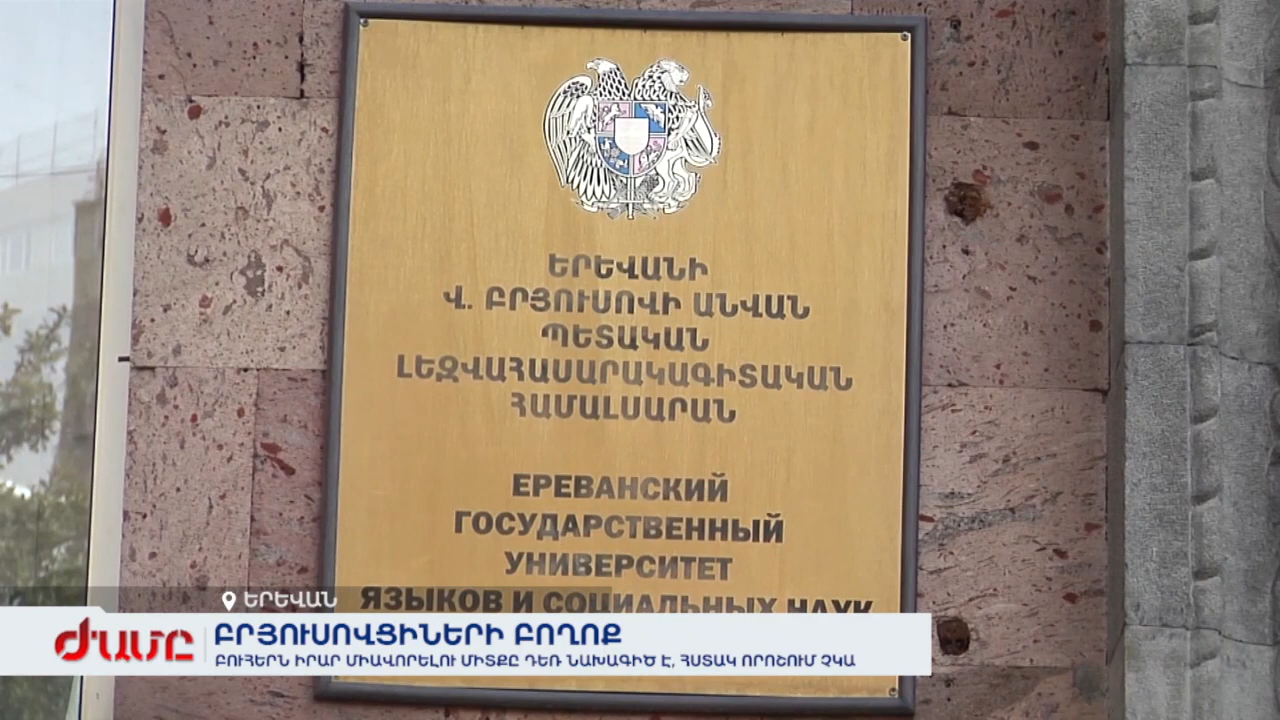 ԵՐԵՎԱՆԻ
Վ. ԲՐՅՈՒՍՈՎԻ ԱՆՎԱՆ
ՊԵՏԱԿԱՆ
ԼԵԶՎԱՀԱՍԱՐԱԿԱԳԻՏԱԿԱՆ
ՀԱՄԱԼՍԱՐԱՆ
ЕРЕВАНСКИЙ
ГОСУДАРСТВЕННЫЙ
УНИВЕРСИТЕТ
ЯЗЫКОВ И СОЦИАЛЬНЫХ НАУК
ԵՐԵՎԱՆ
ԺԱՄԸ
ԲՐՅՈՒՍՈՎՑԻՆԵՐԻ ԲՈՂՈՔ
ԲՈՒՀԵՐՆ ԻՐԱՐ ՄԻԱՎՈՐԵԼՈՒ ՄԻՏՔԸ ԴԵՌ ՆԱԽԱԳԻԾ Է, ՀՍՏԱԿ ՈՐՈՇՈՒՄ ՉԿԱ